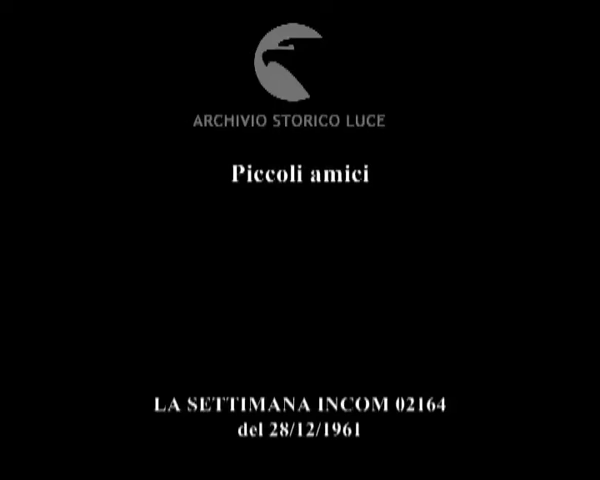 ARCHIVIO STORICO LUCE
Piccoli amici
LA SETTIMANA INCOM 02164
del 28/12/1961